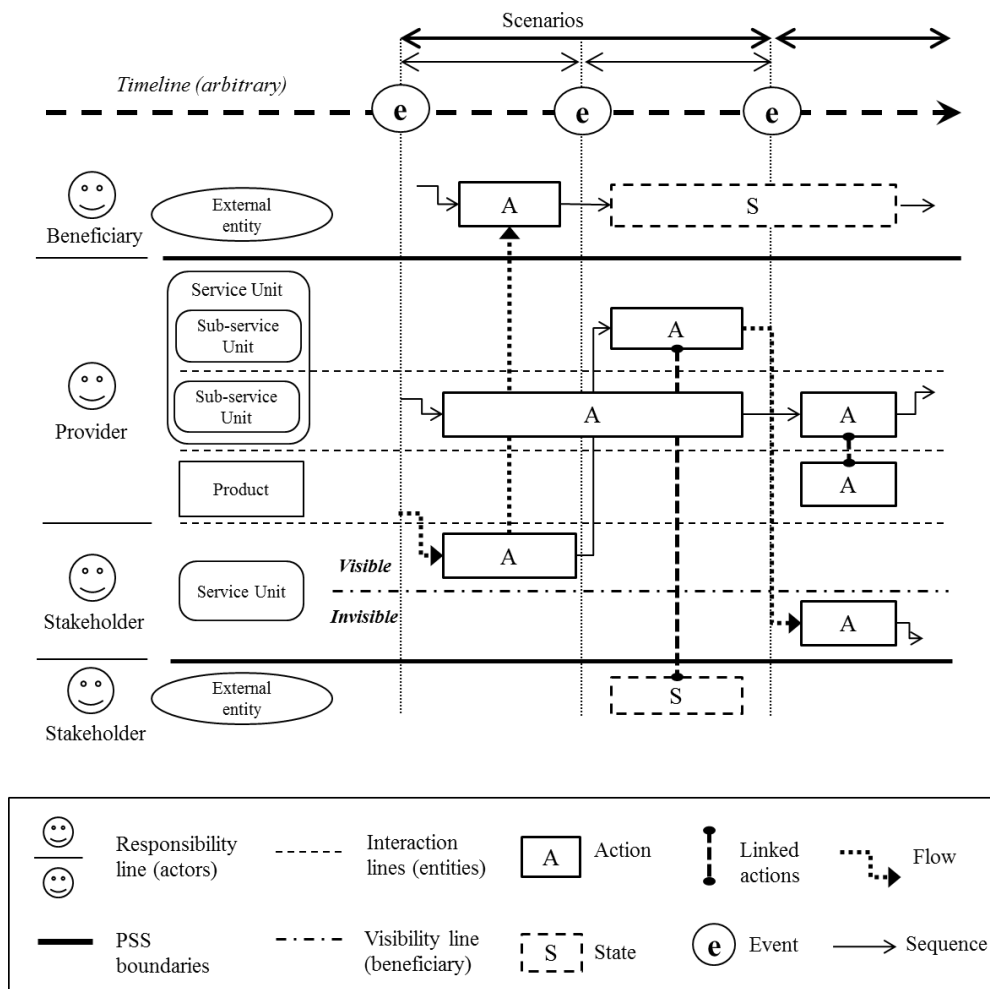 Scenarios
Timeline (arbitrary)
e
e
e
Beneficiary
External
entity
A
S
Service Unit
Sub-service
Unit
A
Provider
Sub-service
Unit
A
A
Product
A
Stakeholder
Service Unit
Visible
A
Invisible
A
Stakeholder
External
entity
S
Responsibility
line (actors)
Interaction
lines (entities)
A
Action
Linked
actions
Flow
PSS
boundaries
Visibility line
(beneficiary)
S
State
e
Event
Sequence